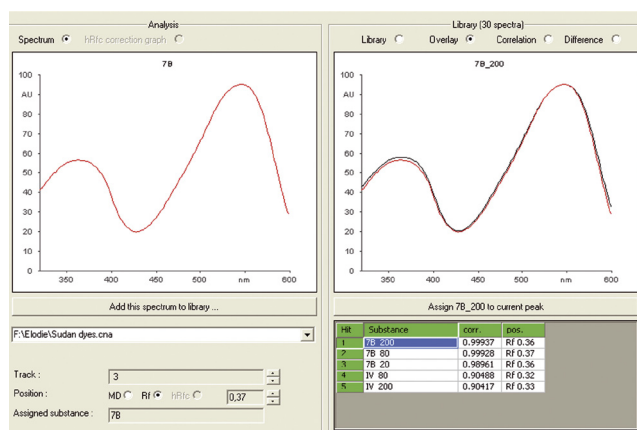 Analysis
Spectrum hRfc correction graph
7B
100
AU
80
70
60
50
40
30
20
10
0
350 400 450 500 nm 600
Add this spectrum to library ...
F:\Elodie\Sudan dyes.cna
Track : 3
Position : MD Rf hRfc 0,37
Assigned substance : 7B
Library (30 spectra)
Library Overlay Correlation Difference
7B_200
100
AU
80
70
60
50
40
30
20
10
0
350 400 450 500 nm 600
Assign 7B_200 to current peak
Hit Substance corr. pos.
1 7B 200 0.99937 Rf 0.36
2 7B 80 0.99928 Rf 0.37
3 7B 20 0.98961 Rf 0.36
4 IV 80 0.90488 Rf 0.32
5 IV 200 0.90417 Rf 0.33